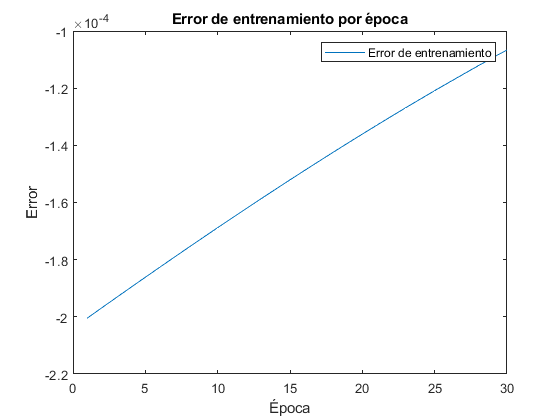 Error de entrenamiento por época
×10^-4
Error de entrenamiento
-1
-1.2
-1.4
-1.6
-1.8
-2
-2.2
Error
0 5 10 15 20 25 30
Época